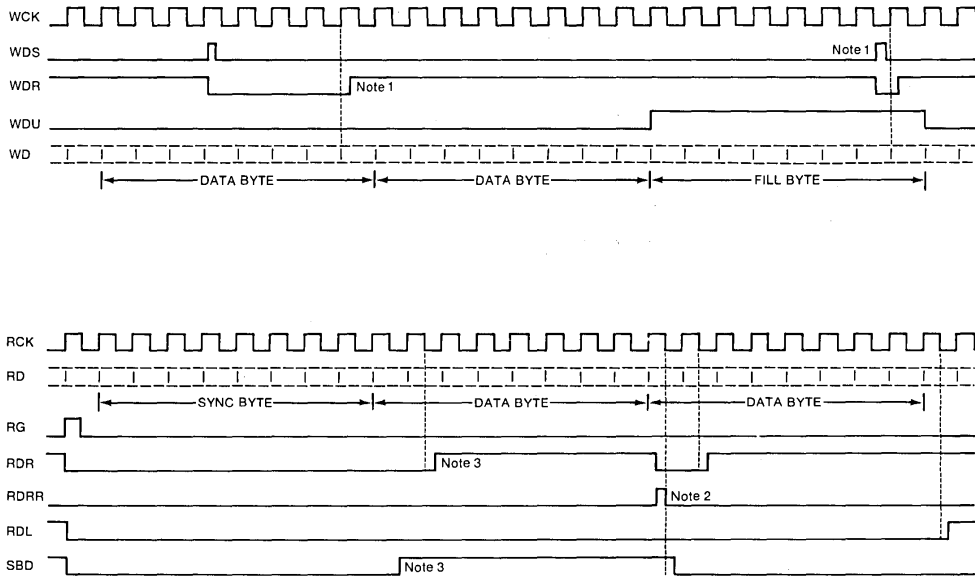 WCK
WDS
Note 1
WDR
Note 1
WDU
WD
DATA BYTE
DATA BYTE
FILL BYTE
RCK
RD
SYNC BYTE
DATA BYTE
DATA BYTE
RG
RDR
Note 3
RDRR
Note 2
RDL
SBD
Note 3